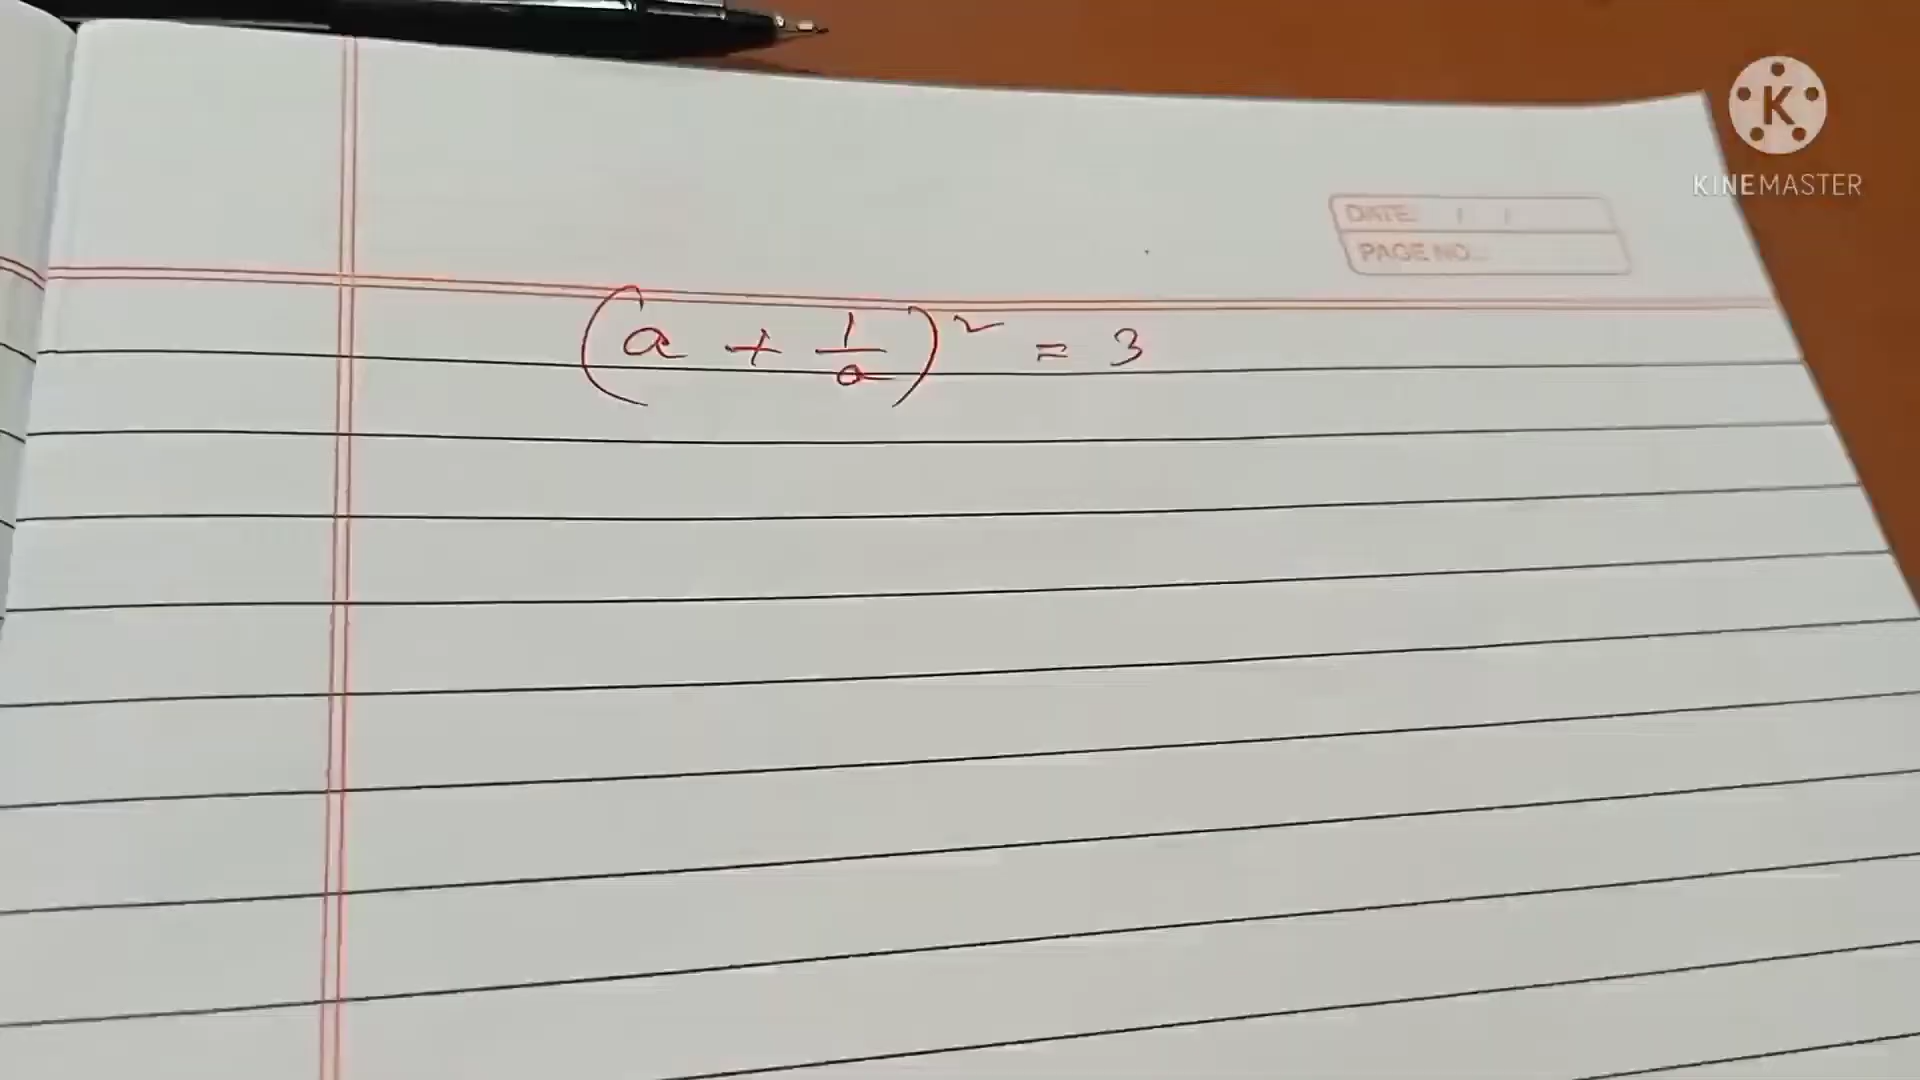 KINEMASTER
DATE: / /
PAGE NO.:
(a + 1/a)² = 3